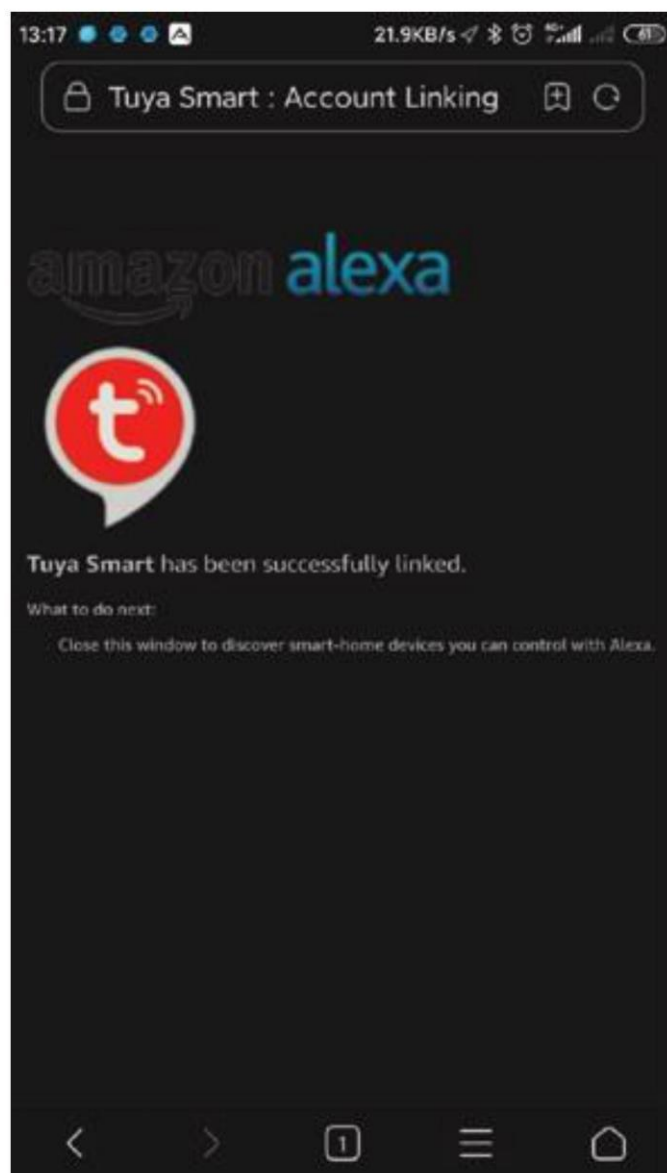 13:17
21.9KB/s
61
Tuya Smart : Account Linking
amazon alexa
t
Tuya Smart has been successfully linked.
What to do next:
Close this window to discover smart-home devices you can control with Alexa.
1